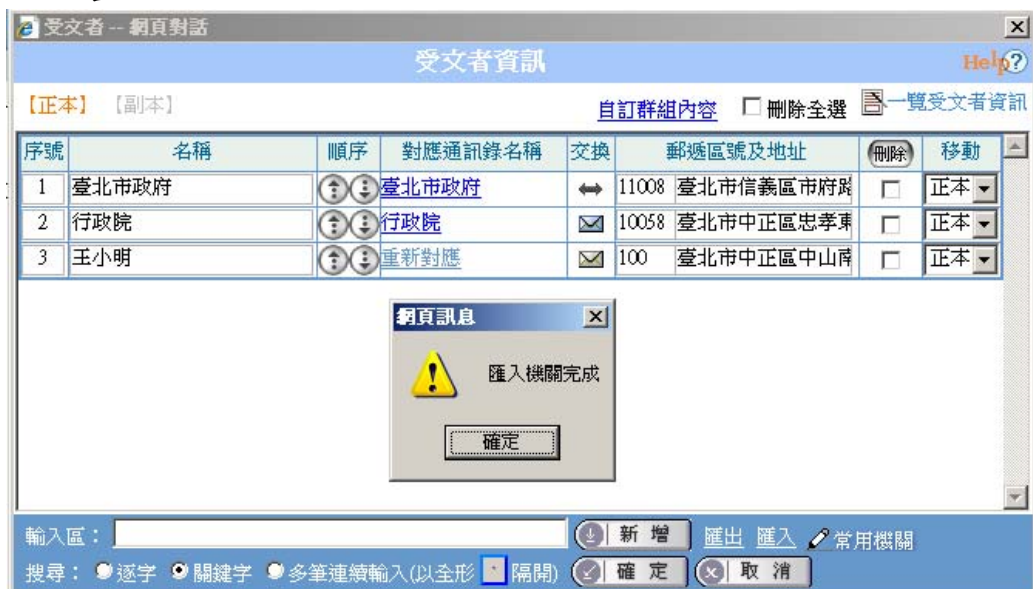 受文者 -- 網頁對話
受文者資訊 Help?
【正本】 【副本】 自訂群組內容 刪除全選 一覽受文者資訊
序號 名稱 順序 對應通訊錄名稱 交換 郵遞區號及地址 刪除 移動
1 臺北市政府 臺北市政府 11008 臺北市信義區市府路 正本
2 行政院 行政院 10058 臺北市中正區忠孝東 正本
3 王小明 重新對應 100 臺北市中正區中山南 正本
網頁訊息
匯入機關完成
確定
輸入區： 新增 匯出 匯入 常用機關
搜尋： 逐字 關鍵字 多筆連續輸入(以全形 隔開) 確定 取消